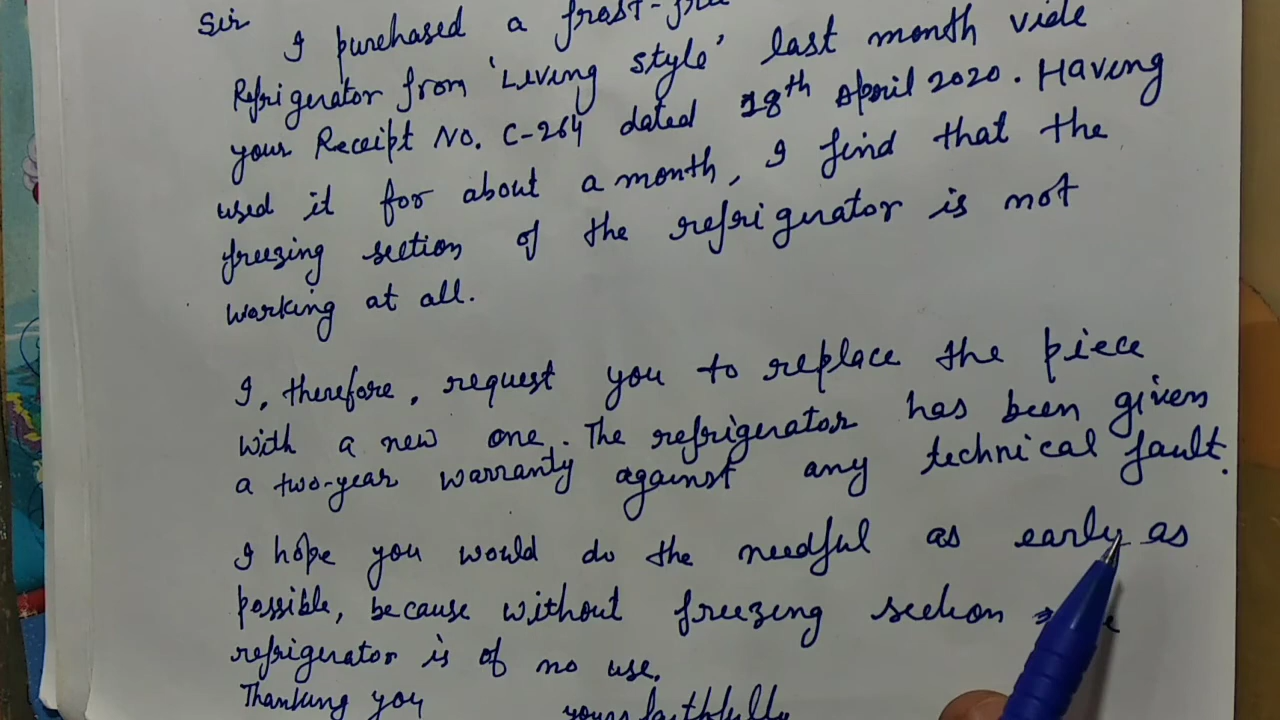 Sir
I purchased a frost-free
Refrigerator from 'Living style' last month vide
your Receipt No. C-264 dated 18th April 2020. Having
used it for about a month, I find that the
freezing section of the refrigerator is not
working at all.
I, therefore, request you to replace the piece
with a new one. The refrigerator has been given
a two-year warranty against any technical fault.
I hope you would do the needful as early as
possible, because without freezing section
refrigerator is of no use.
Thanking you yours faithfully